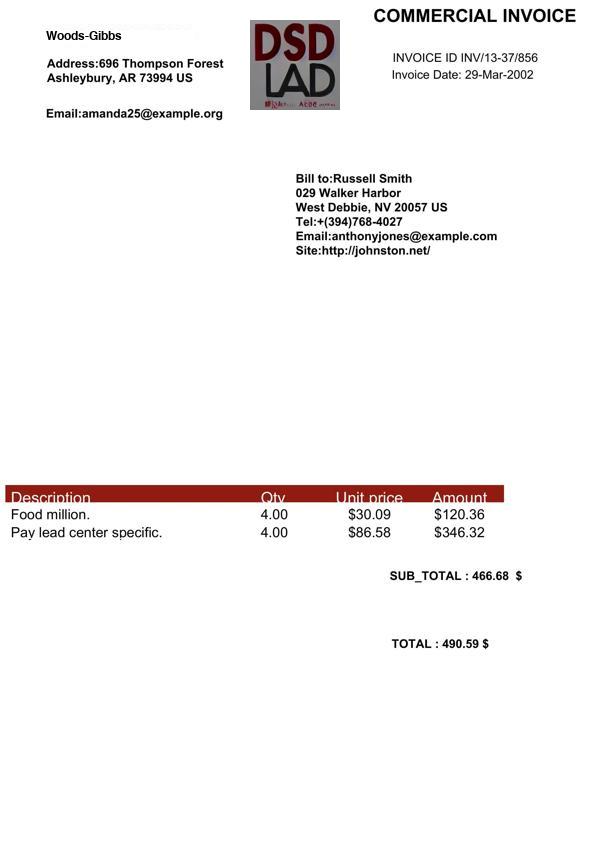 COMMERCIAL INVOICE
Woods-Gibbs
Address:696 Thompson Forest
Ashleybury, AR 73994 US
Email:amanda25@example.org
DSD
LAD
INVOICE ID INV/13-37/856
Invoice Date: 29-Mar-2002
Bill to:Russell Smith
029 Walker Harbor
West Debbie, NV 20057 US
Tel:+(394)768-4027
Email:anthonyjones@example.com
Site:http://johnston.net/
Description Qty Unit price Amount
Food million. 4.00 $30.09 $120.36
Pay lead center specific. 4.00 $86.58 $346.32
SUB_TOTAL : 466.68 $
TOTAL : 490.59 $